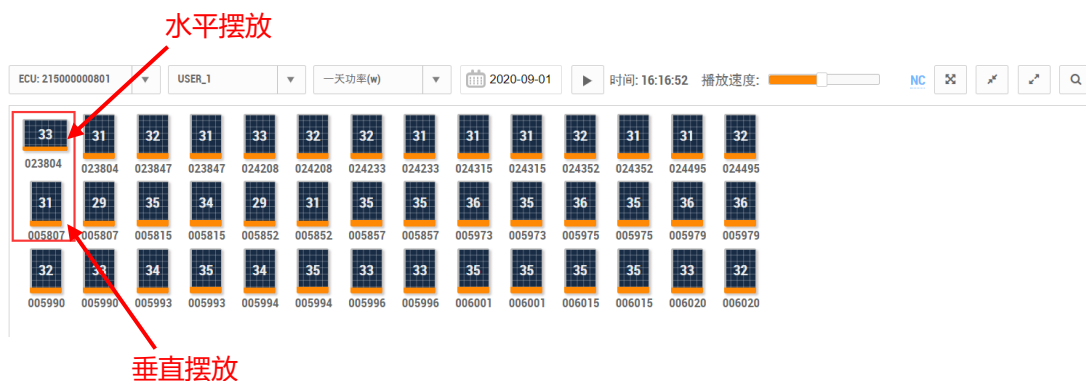 水平摆放
ECU: 215000000801 USER_1 一天功率(w) 2020-09-01 时间: 16:16:52 播放速度: NC
33 31 32 31 33 32 32 31 31 31 32 31 31 32
023804 023804 023847 023847 024208 024208 024233 024233 024315 024315 024352 024352 024495 024495
31 29 35 34 29 31 35 35 36 35 36 35 36 36
005807 005807 005815 005815 005852 005852 005857 005857 005973 005973 005975 005975 005979 005979
32 33 34 35 34 35 33 33 35 35 35 35 33 32
005990 005990 005993 005993 005994 005994 005996 005996 006001 006001 006015 006015 006020 006020
垂直摆放